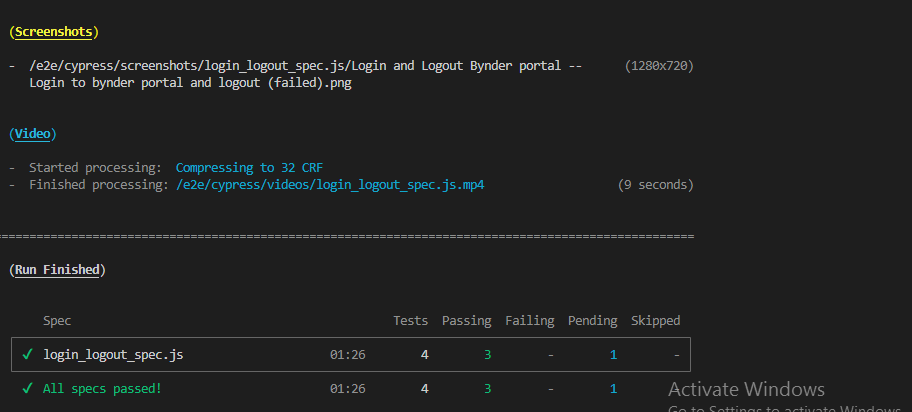 (Screenshots)
- /e2e/cypress/screenshots/login_logout_spec.js/Login and Logout Bynder portal -- (1280x720)
Login to bynder portal and logout (failed).png
(Video)
- Started processing: Compressing to 32 CRF
- Finished processing: /e2e/cypress/videos/login_logout_spec.js.mp4 (9 seconds)
====================================================================================================
(Run Finished)
Spec Tests Passing Failing Pending Skipped
✓ login_logout_spec.js 01:26 4 3 - 1 -
✓ All specs passed! 01:26 4 3 - 1
Activate Windows
Go to Settings to activate Windows